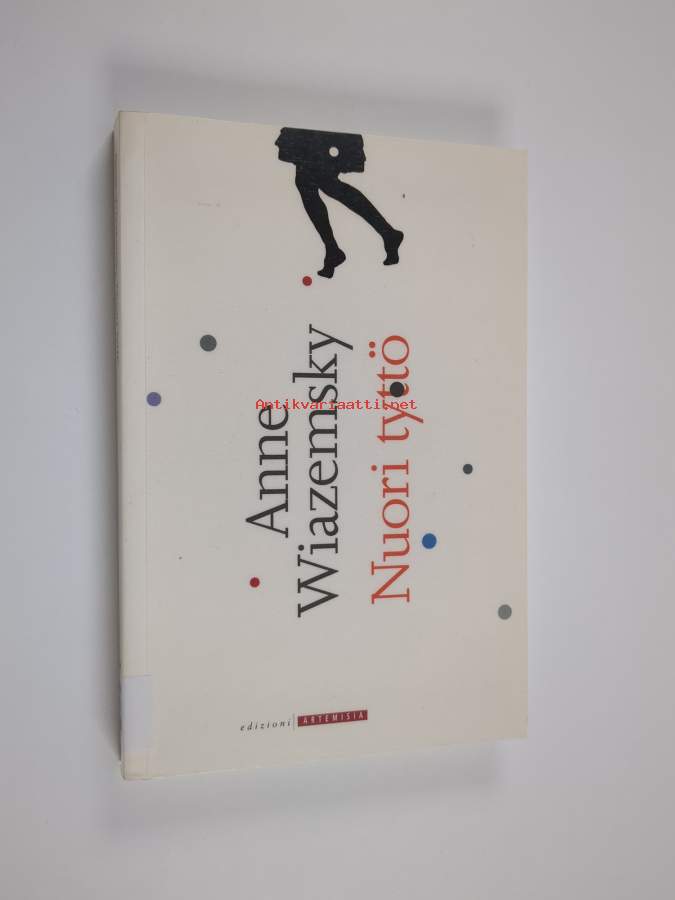 Anne
Wiazemsky
Nuori tyttö
Antikvariaatti.net
edizioni ARTEMISIA